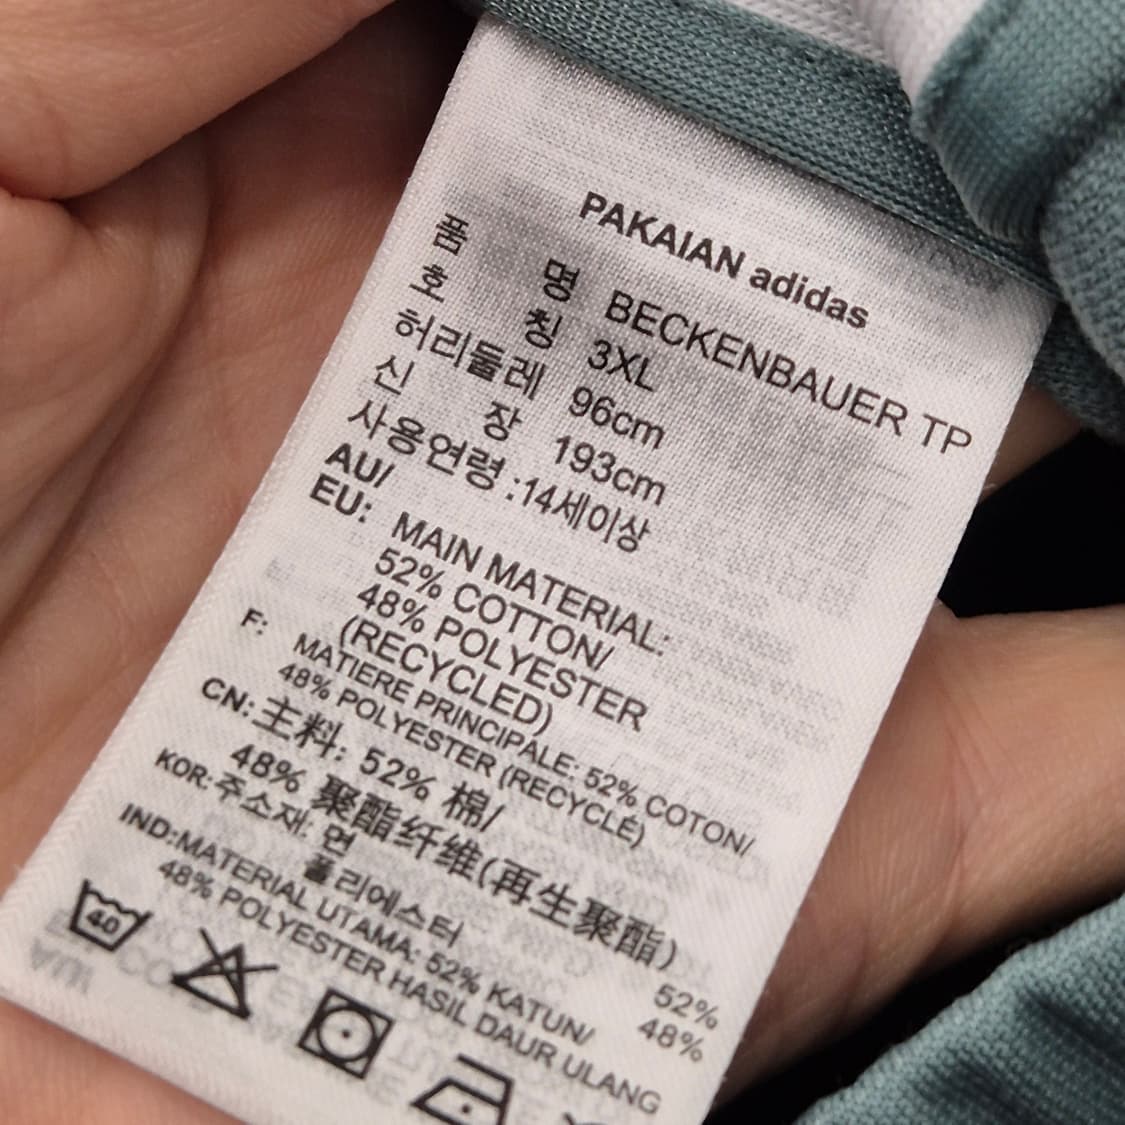 PAKAIAN adidas
품 명 BECKENBAUER TP
호 칭 3XL
허리둘레 96cm
신 장 193cm
사용연령 :14세이상
AU/
EU: MAIN MATERIAL:
52% COTTON/
48% POLYESTER
(RECYCLED)
F: MATIERE PRINCIPALE: 52% COTON/
48% POLYESTER (RECYCLÉ)
CN: 主料: 52% 棉/
48% 聚酯纤维(再生聚酯)
KOR: 주소재: 면 52%
폴리에스터 48%
IND:MATERIAL UTAMA: 52% KATUN/
48% POLYESTER HASIL DAUR ULANG
40